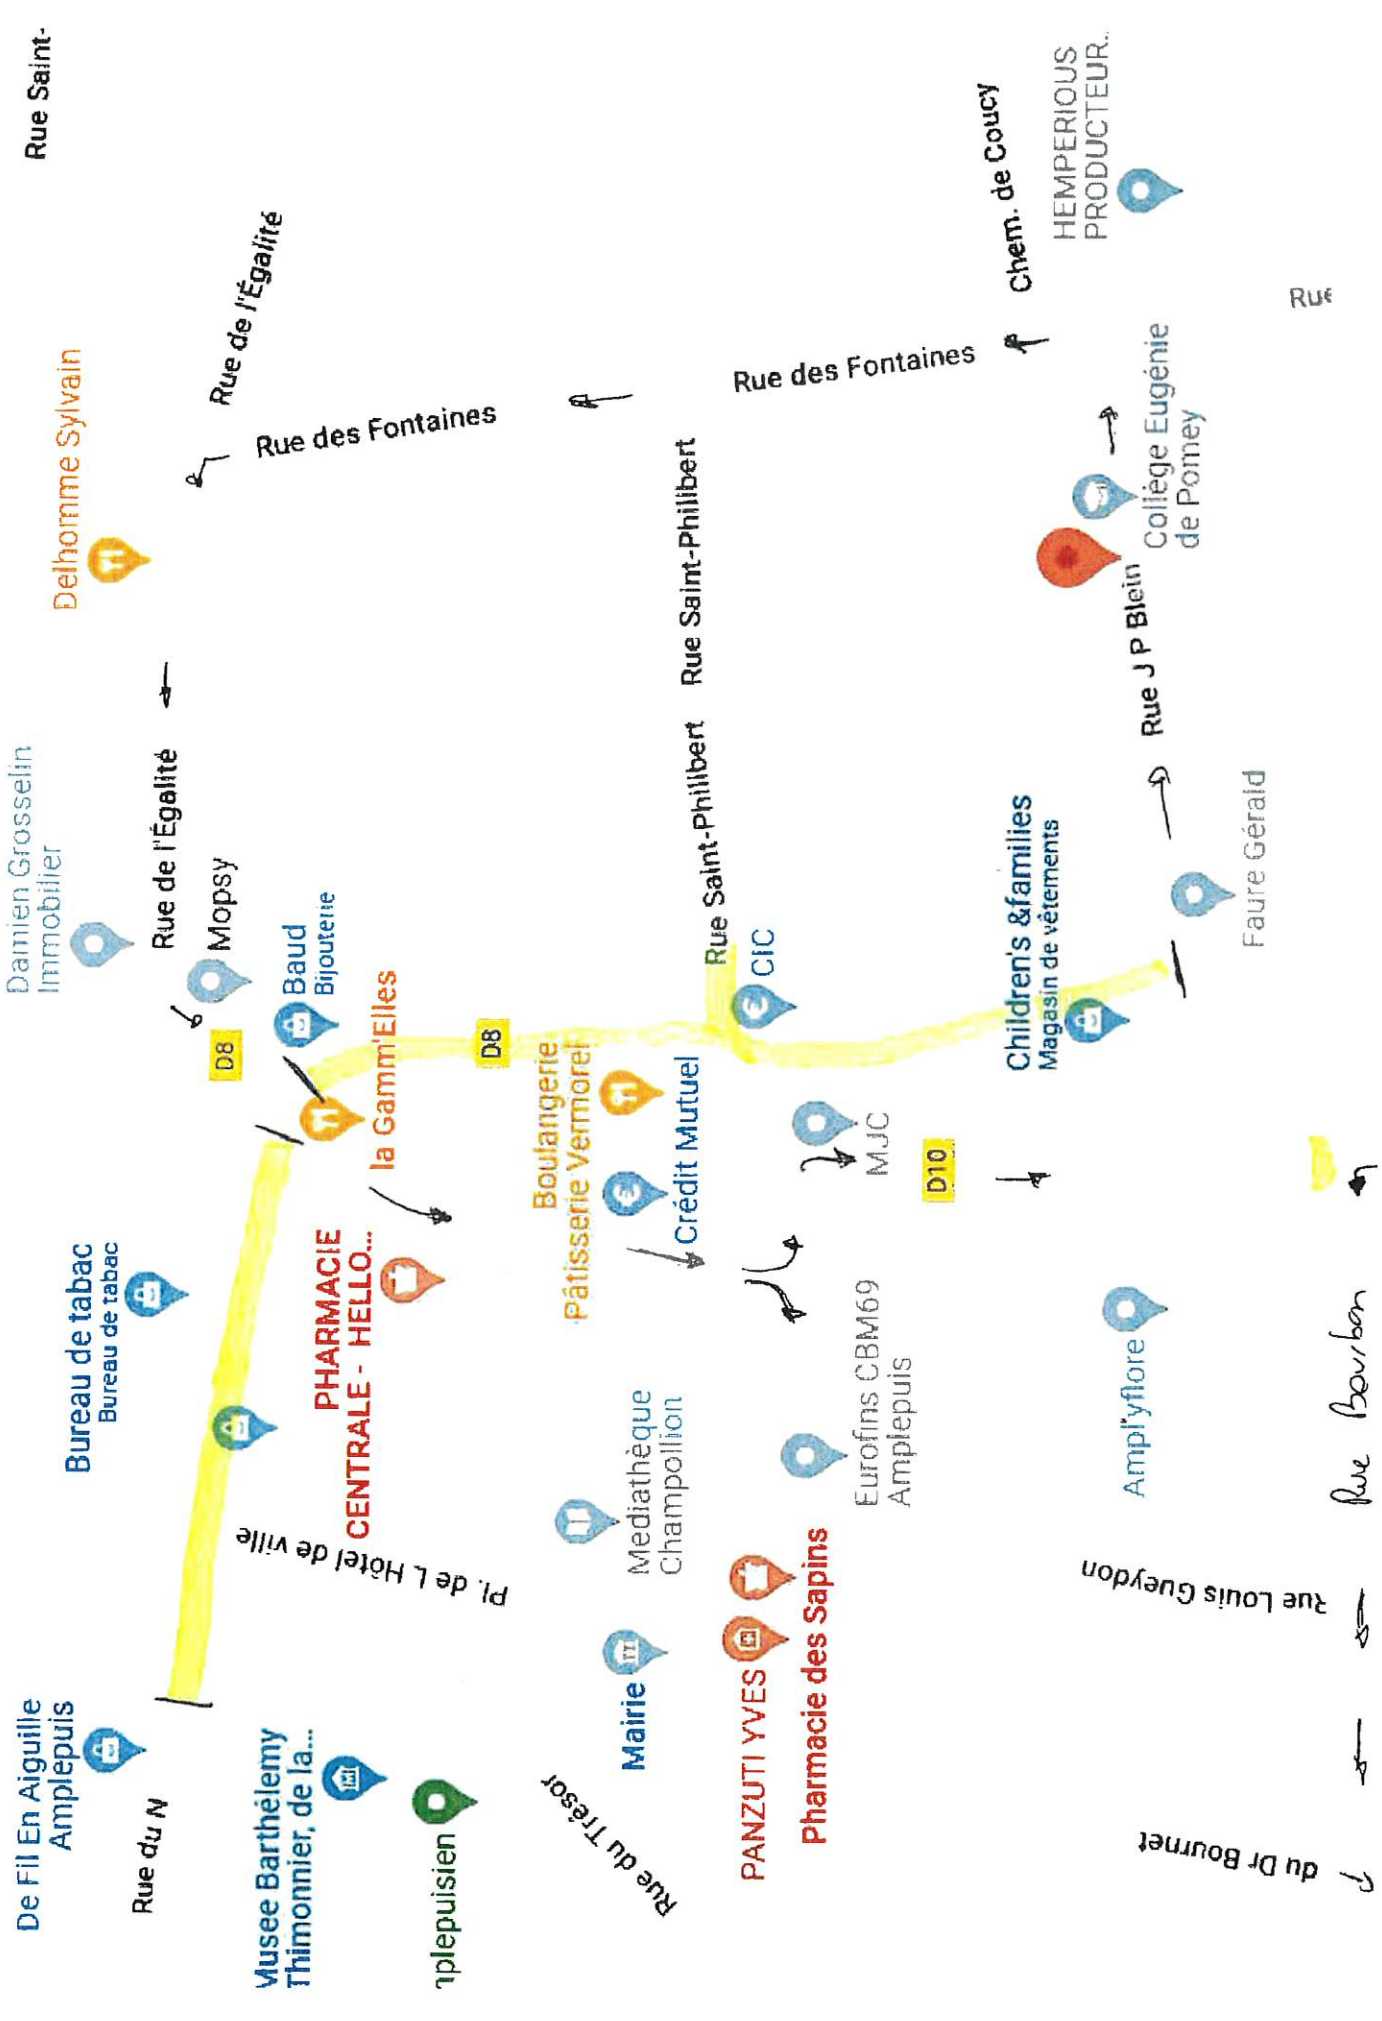 De Fil En Aiguille
Amplepuis
Damien Grosselin
Immobilier
Rue Saint-
Bureau de tabac
Bureau de tabac
Delhomme Sylvain
Rue du N
Rue de l'Égalité
Mopsy
D8
Rue de l'Égalité
Baud
Bijouterie
Pl. de L Hôtel de ville
Musee Barthélemy
Thimonnier, de la...
PHARMACIE
CENTRALE - HELLO...
la Gamm'Elles
Rue des Fontaines
nplepuisien
D8
Boulangerie
Pâtisserie Vermorel
Rue du Trésor
Mairie
Mediathèque
Champollion
Crédit Mutuel
Rue Saint-Philibert
Rue Saint-Philibert
CIC
Rue des Fontaines
PANZUTI YVES
Pharmacie des Sapins
Eurofins CBM69
Amplepuis
MJC
D10
Children's &families
Magasin de vêtements
Chem. de Coucy
HEMPERIOUS
PRODUCTEUR..
Rue Louis Gueydon
Ampl'yflore
Rue J P Blein
Collège Eugénie
de Pomey
du Dr Bournet
Faure Gérald
Rue
Rue Bourbon